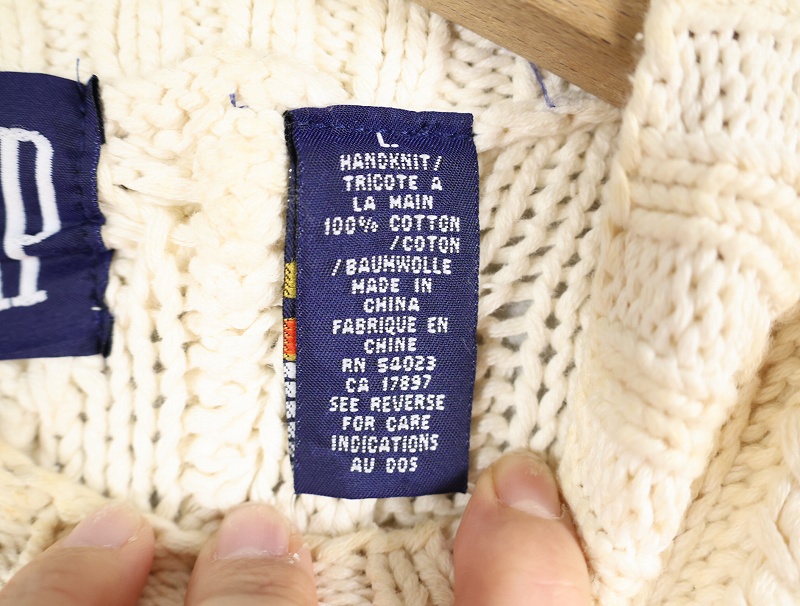 L.
HANDKNIT/
TRICOTE A
LA MAIN
100% COTTON
/COTON
/BAUMWOLLE
MADE IN
CHINA
FABRIQUE EN
CHINE
RN 54023
CA 17897
SEE REVERSE
FOR CARE
INDICATIONS
AU DOS